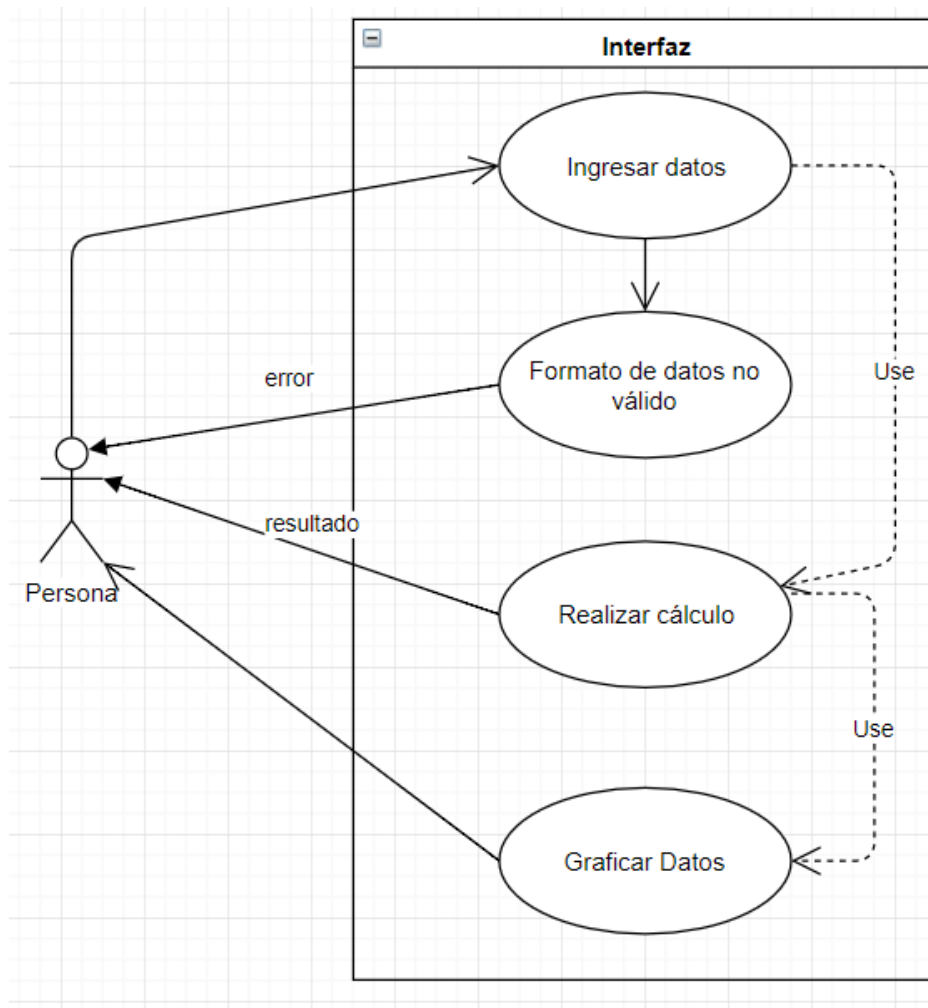 Interfaz
Ingresar datos
Formato de datos no
válido
error
Use
resultado
Persona
Realizar cálculo
Use
Graficar Datos